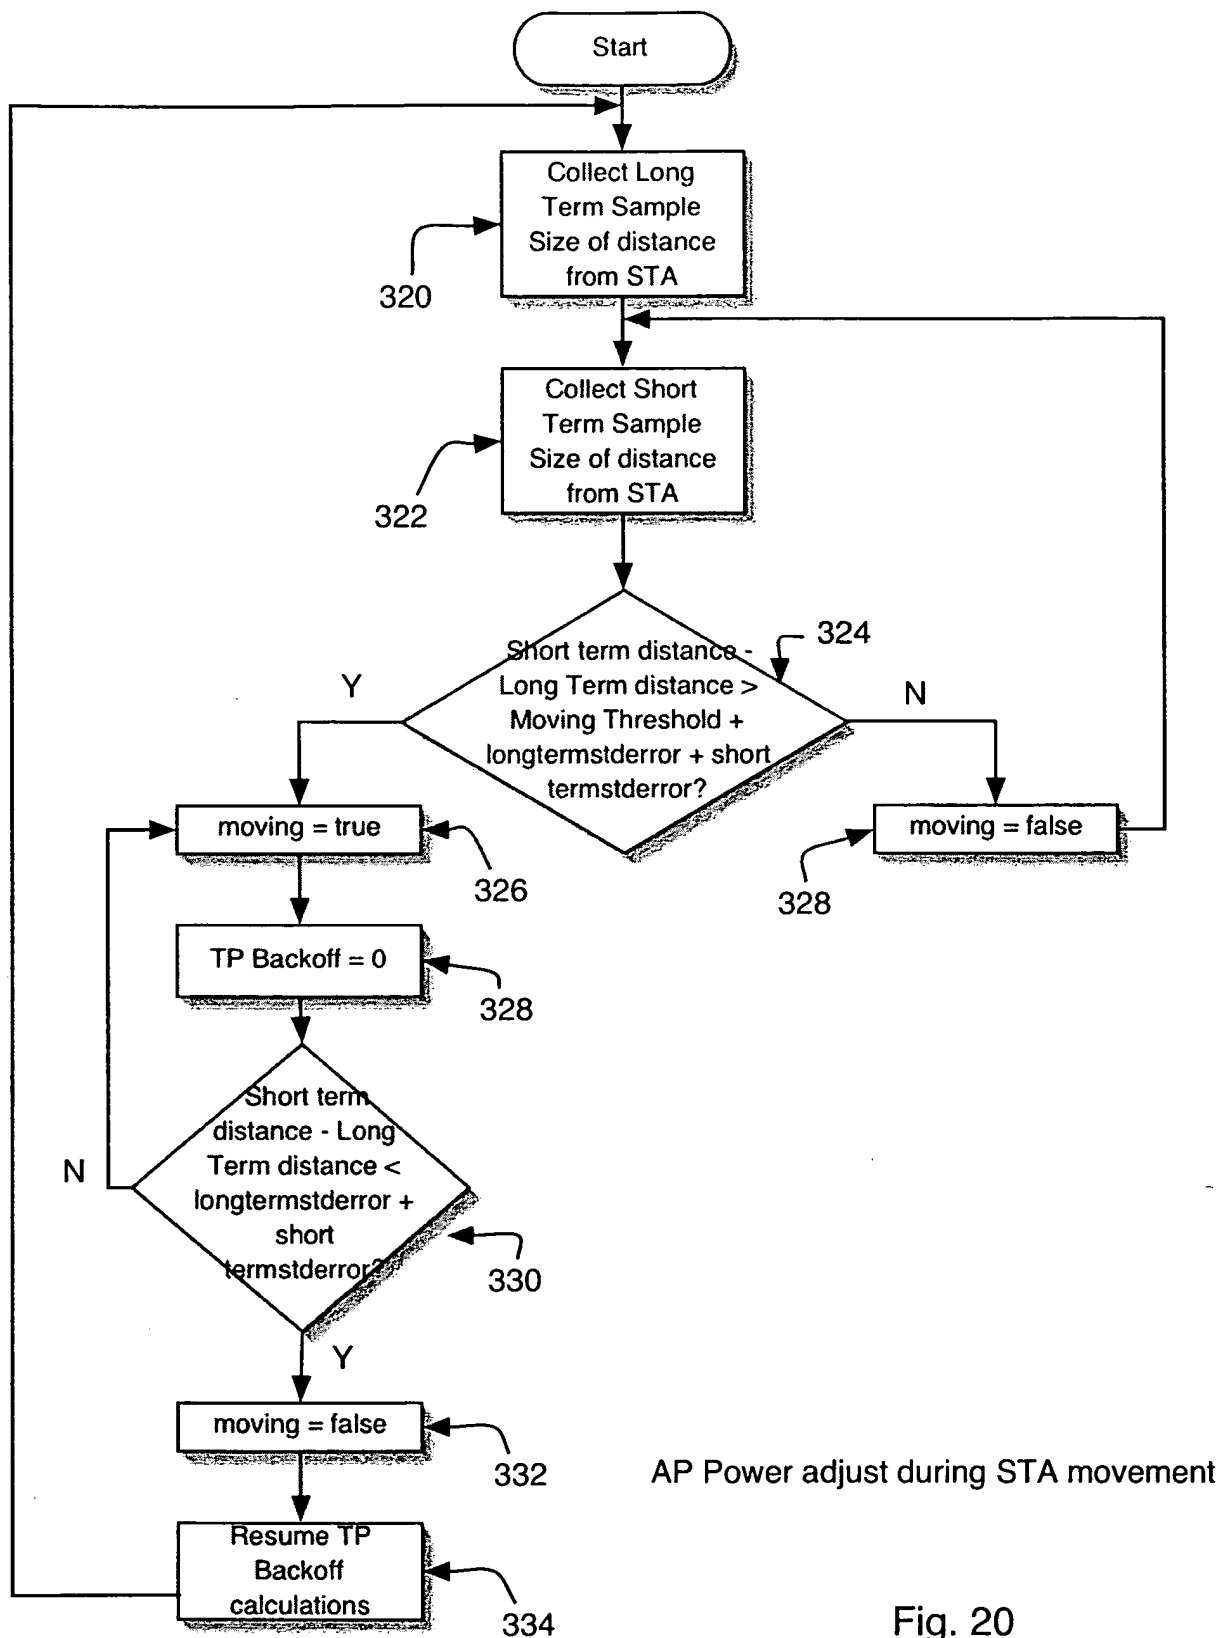 Start
Collect Long
Term Sample
Size of distance
from STA
320
Collect Short
Term Sample
Size of distance
from STA
322
324
Short term distance -
Long Term distance >
Moving Threshold +
longtermstderror + short
termstderror?
Y
N
moving = true
326
moving = false
328
TP Backoff = 0
328
Short term
distance - Long
Term distance <
longtermstderror +
short
termstderror?
N
330
Y
moving = false
332
AP Power adjust during STA movement
Resume TP
Backoff
calculations
334
Fig. 20